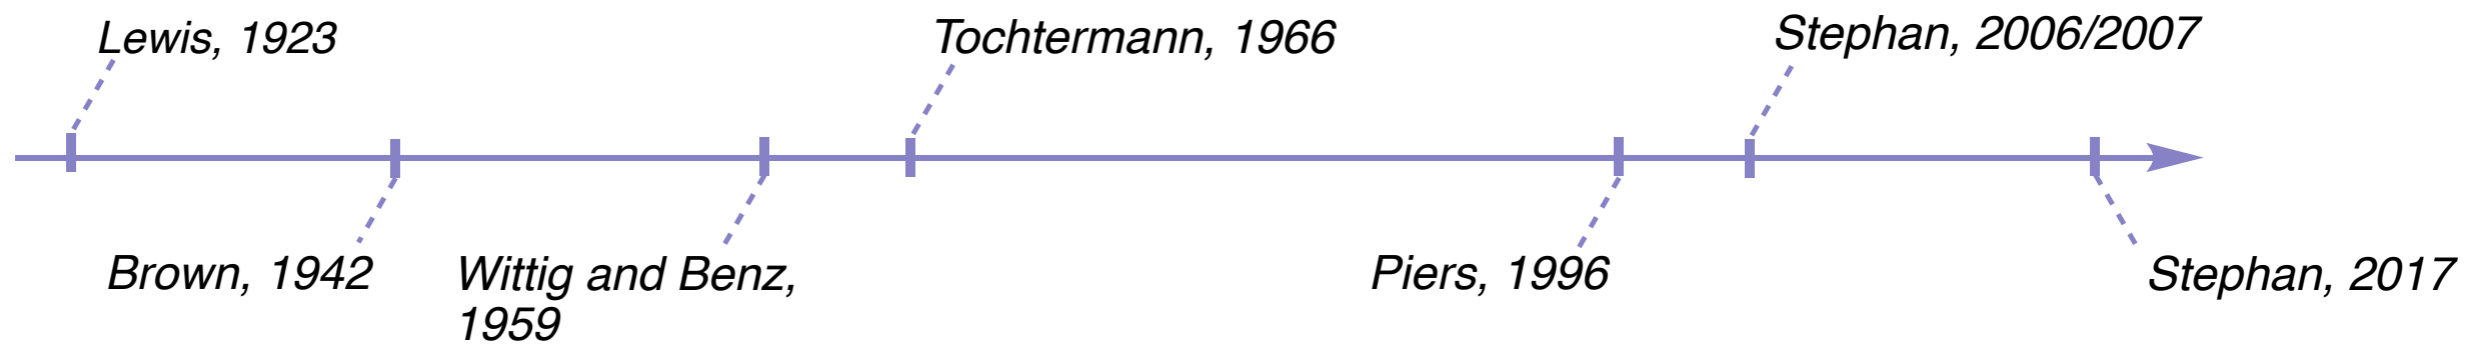 Lewis, 1923
Tochtermann, 1966
Stephan, 2006/2007
Brown, 1942
Wittig and Benz,
1959
Piers, 1996
Stephan, 2017